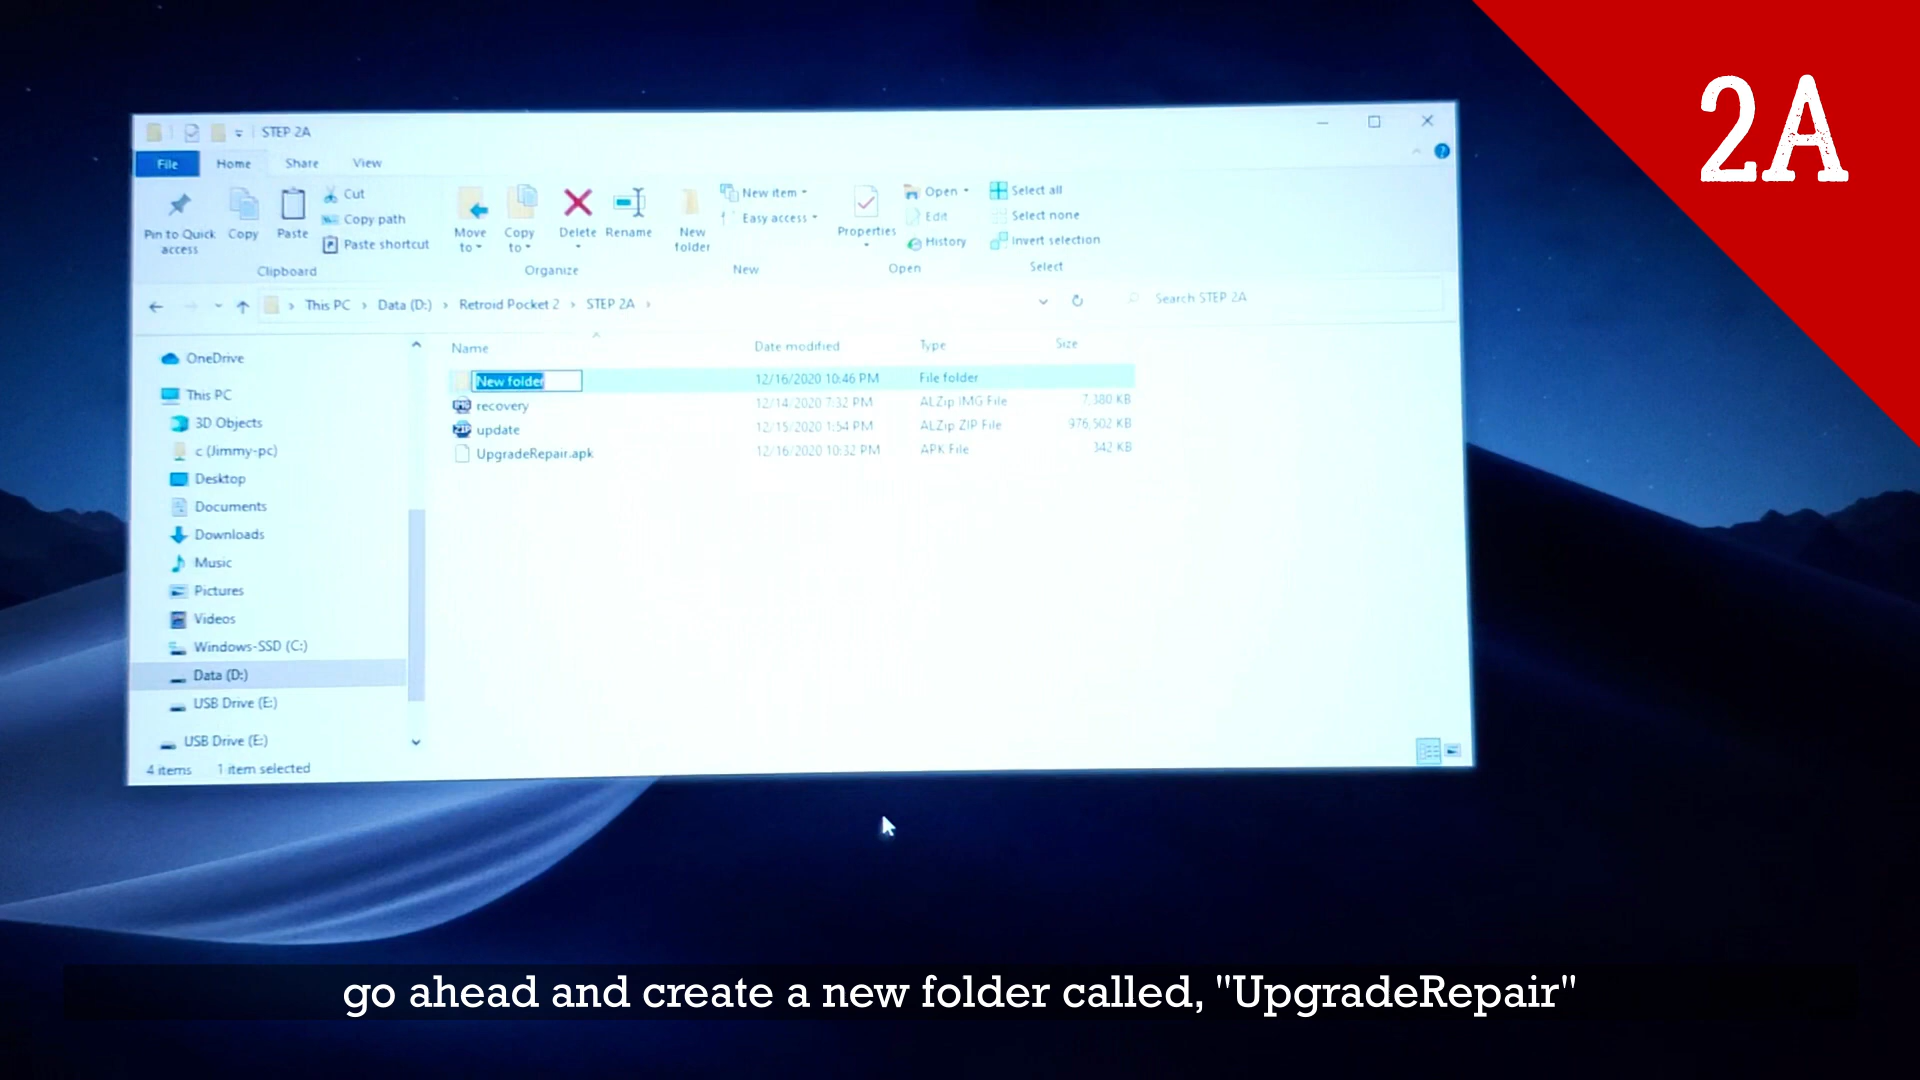 2A
STEP 2A
File Home Share View
Pin to Quick access
Copy
Paste
Cut
Copy path
Paste shortcut
Clipboard
Move to
Copy to
Delete
Rename
Organize
New folder
New item
Easy access
New
Properties
Open
Edit
History
Open
Select all
Select none
Invert selection
Select
This PC > Data (D:) > Retroid Pocket 2 > STEP 2A >
Search STEP 2A
OneDrive
This PC
3D Objects
c (Jimmy-pc)
Desktop
Documents
Downloads
Music
Pictures
Videos
Windows-SSD (C:)
Data (D:)
USB Drive (E:)
USB Drive (E:)
Name Date modified Type Size
New folder 12/16/2020 10:46 PM File folder
recovery 12/14/2020 7:32 PM ALZip IMG File 7,380 KB
update 12/15/2020 1:54 PM ALZip ZIP File 976,502 KB
UpgradeRepair.apk 12/16/2020 10:32 PM APK File 342 KB
4 items 1 item selected
go ahead and create a new folder called, "UpgradeRepair"